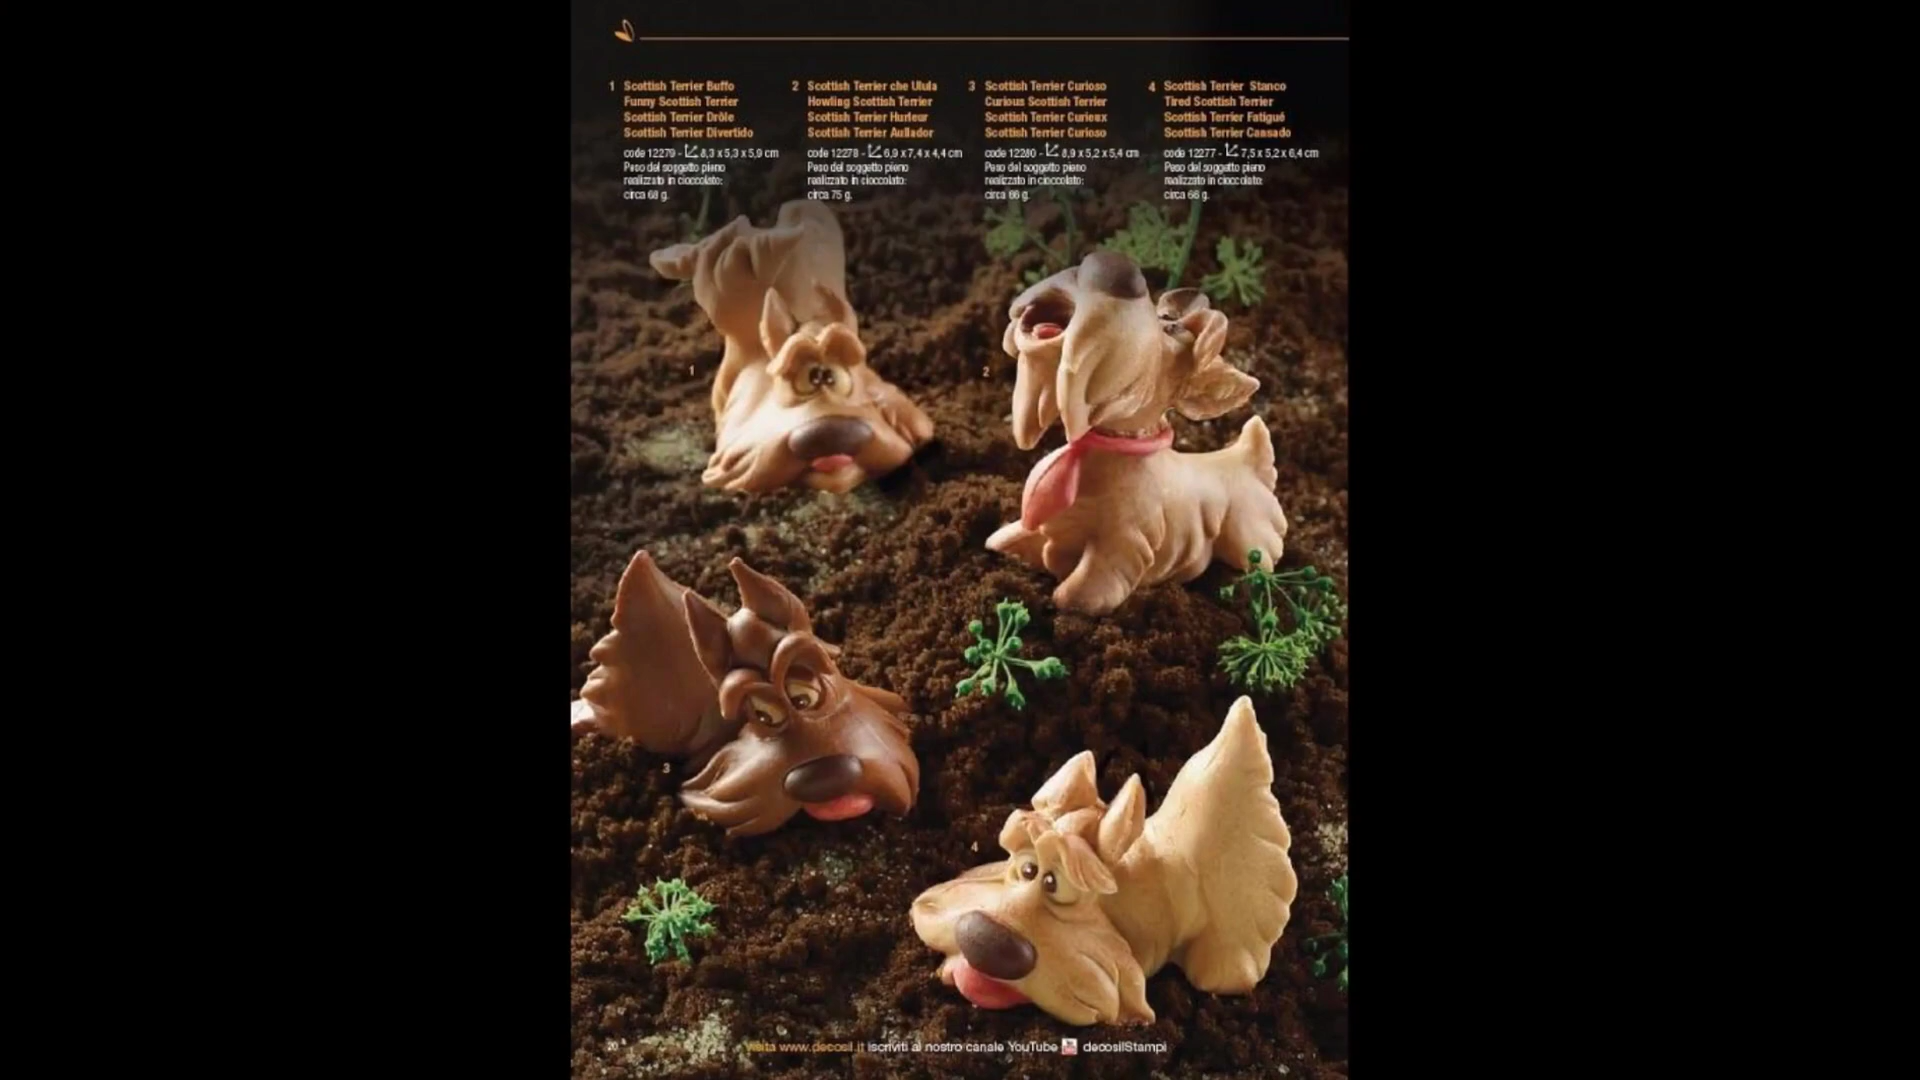 1 Scottish Terrier Buffo
Funny Scottish Terrier
Scottish Terrier Drôle
Scottish Terrier Divertido
code 12279 - 8,3 x 5,3 x 5,9 cm
Peso del soggetto pieno
realizzato in cioccolato:
circa 68 g.
2 Scottish Terrier che Ulula
Howling Scottish Terrier
Scottish Terrier Hurleur
Scottish Terrier Aullador
code 12278 - 6,9 x 7,4 x 4,4 cm
Peso del soggetto pieno
realizzato in cioccolato:
circa 75 g.
3 Scottish Terrier Curioso
Curious Scottish Terrier
Scottish Terrier Curieux
Scottish Terrier Curioso
code 12280 - 8,9 x 5,2 x 5,4 cm
Peso del soggetto pieno
realizzato in cioccolato:
circa 66 g.
4 Scottish Terrier Stanco
Tired Scottish Terrier
Scottish Terrier Fatigué
Scottish Terrier Cansado
code 12277 - 7,5 x 5,2 x 6,4 cm
Peso del soggetto pieno
realizzato in cioccolato:
circa 66 g.
1
2
3
4
20
visita www.decosil.it iscriviti al nostro canale YouTube decosilStampi